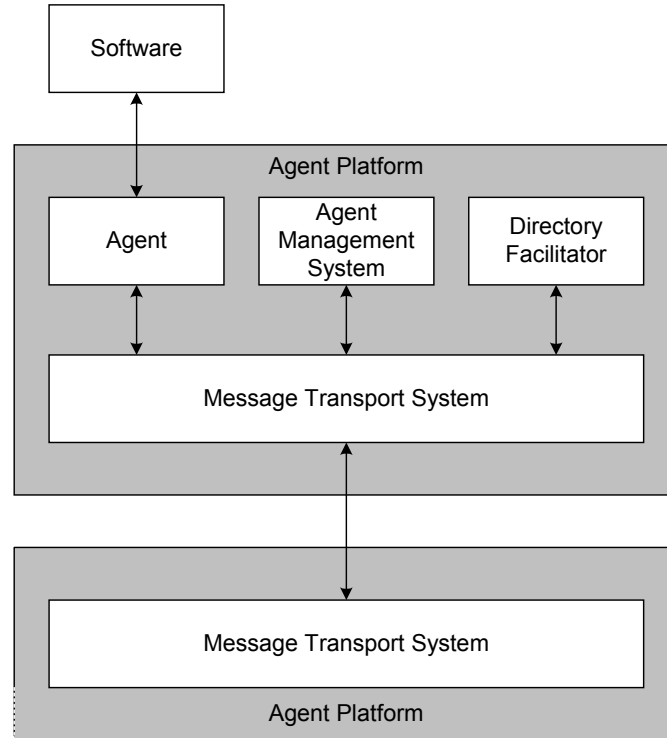 Software
Agent Platform
Agent
Agent
Management
System
Directory
Facilitator
Message Transport System
Message Transport System
Agent Platform